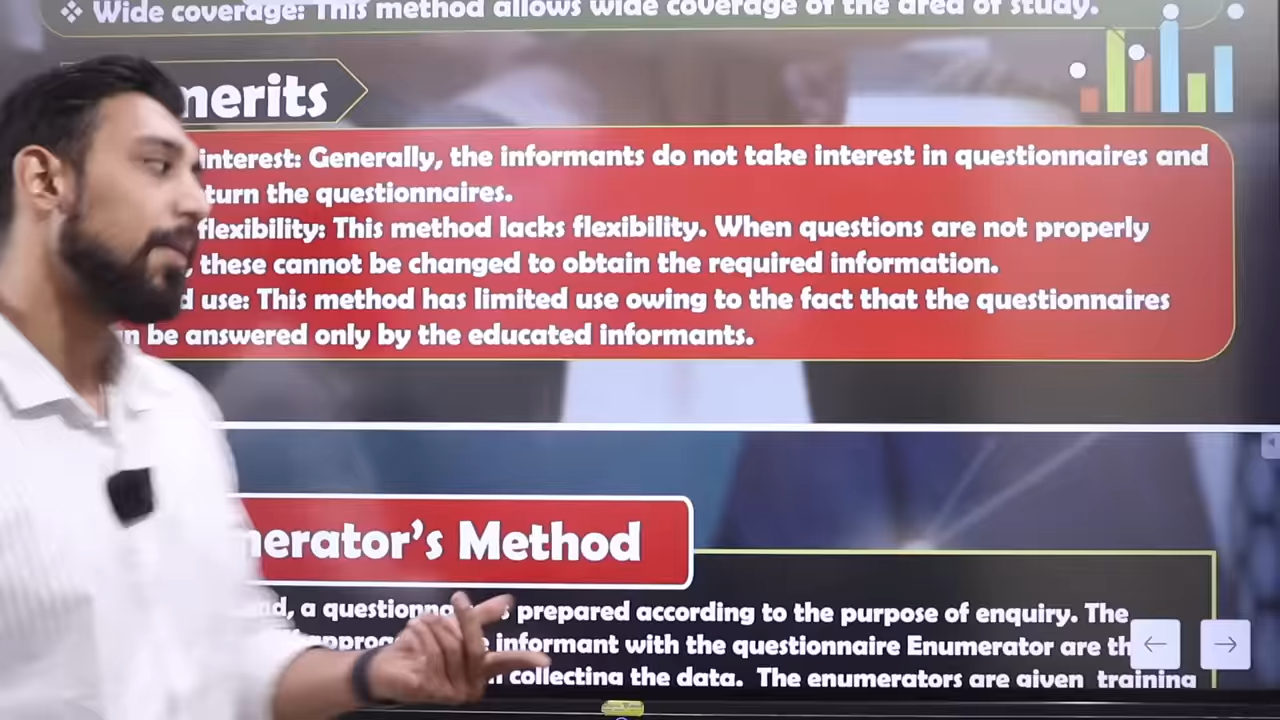 ❖ Wide coverage: This method allows wide coverage of the area of study.
merits
interest: Generally, the informants do not take interest in questionnaires and
turn the questionnaires.
flexibility: This method lacks flexibility. When questions are not properly
, these cannot be changed to obtain the required information.
d use: This method has limited use owing to the fact that the questionnaires
n be answered only by the educated informants.
nerator's Method
a questionna s prepared according to the purpose of enquiry. The
informant with the questionnaire Enumerator are th
collecting the data. The enumerators are given training